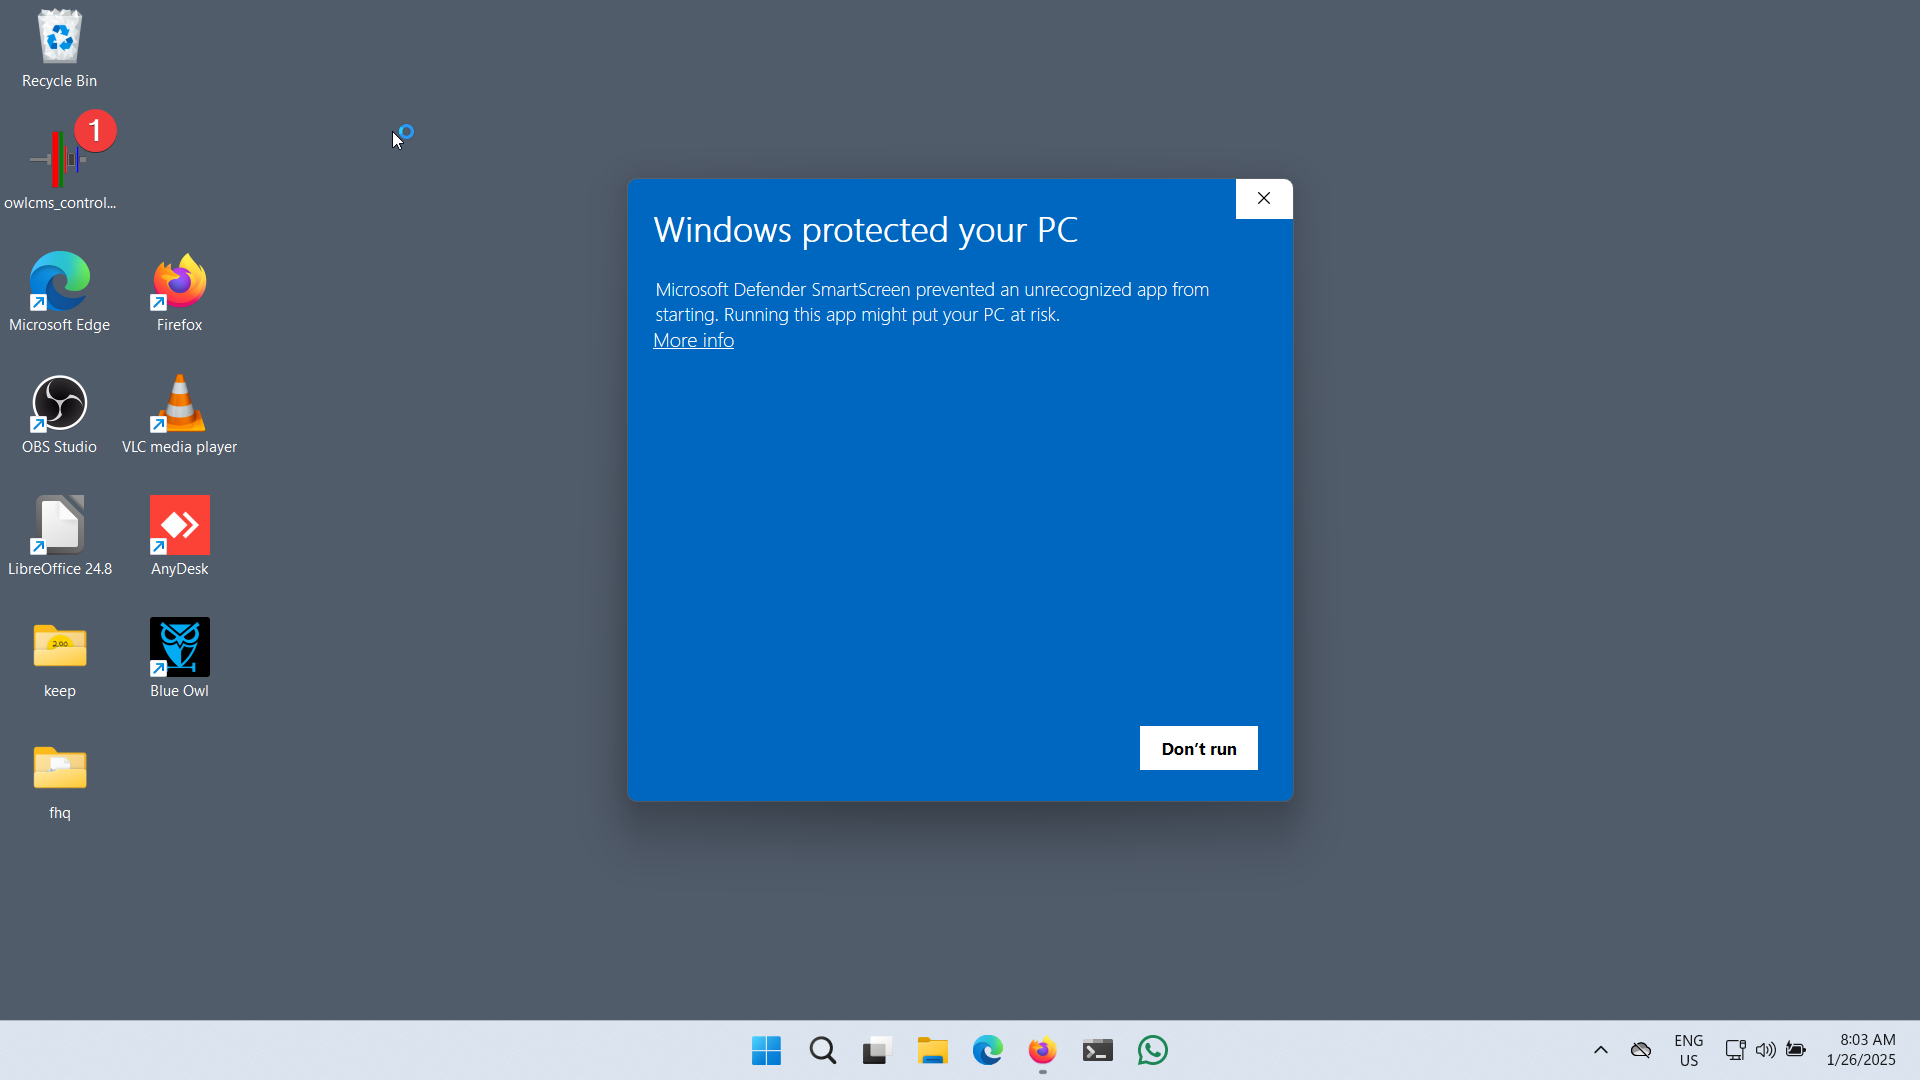 Recycle Bin
1
owlcms_control...
Microsoft Edge
Firefox
OBS Studio
VLC media player
LibreOffice 24.8
AnyDesk
keep
Blue Owl
fhq
Windows protected your PC
Microsoft Defender SmartScreen prevented an unrecognized app from
starting. Running this app might put your PC at risk.
More info
Don't run
ENG
US
8:03 AM
1/26/2025